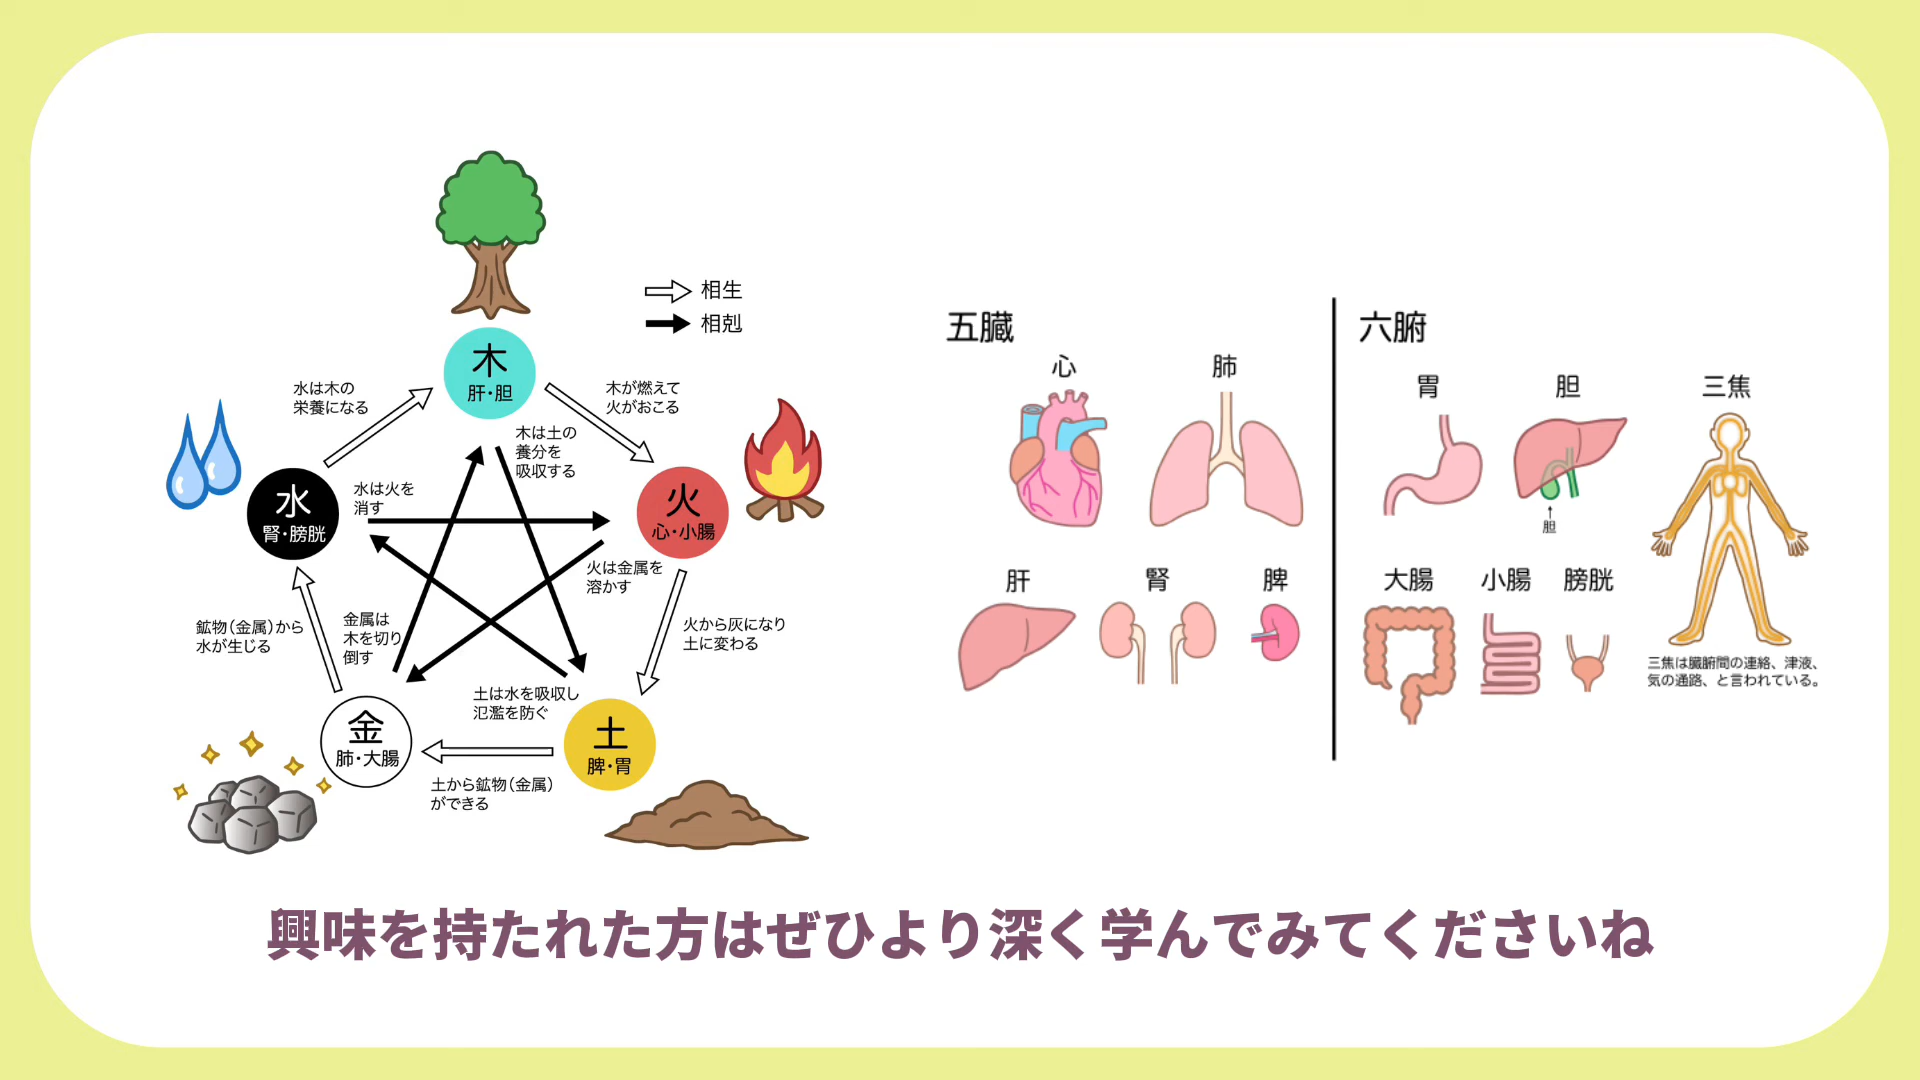 相生
相剋
木
肝・胆
水は木の
栄養になる
木が燃えて
火がおこる
木は土の
養分を
吸収する
水
腎・膀胱
水は火を
消す
火
心・小腸
火は金属を
溶かす
鉱物(金属)から
水が生じる
金属は
木を切り
倒す
火から灰になり
土に変わる
土は水を吸収し
氾濫を防ぐ
金
肺・大腸
土
脾・胃
土から鉱物(金属)
ができる
五臓
心
肺
肝
腎
脾
六腑
胃
胆
三焦
↑
胆
大腸
小腸
膀胱
三焦は臓腑間の連絡、津液、
気の通路、と言われている。
興味を持たれた方はぜひより深く学んでみてくださいね